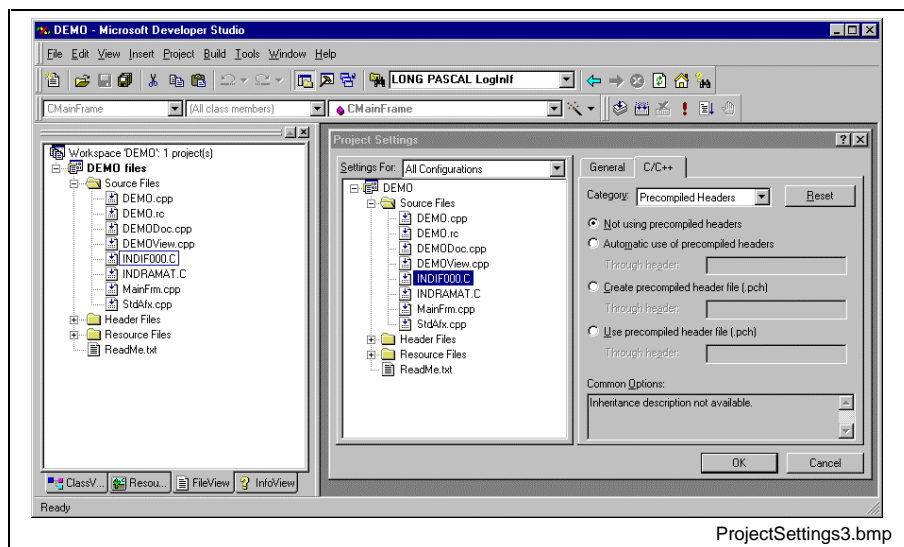 DEMO - Microsoft Developer Studio
File Edit View Insert Project Build Tools Window Help
LONG PASCAL LogInIf
CMainFrame (All class members) CMainFrame
Workspace 'DEMO': 1 project(s)
DEMO files
Source Files
DEMO.cpp
DEMO.rc
DEMODoc.cpp
DEMOView.cpp
INDIF000.C
INDRAMAT.C
MainFrm.cpp
StdAfx.cpp
Header Files
Resource Files
ReadMe.txt
ClassV... Resou... FileView InfoView
Project Settings
Settings For: All Configurations
DEMO
Source Files
DEMO.cpp
DEMO.rc
DEMODoc.cpp
DEMOView.cpp
INDIF000.C
INDRAMAT.C
MainFrm.cpp
StdAfx.cpp
Header Files
Resource Files
ReadMe.txt
General C/C++
Category: Precompiled Headers Reset
Not using precompiled headers
Automatic use of precompiled headers
Through header:
Create precompiled header file (.pch)
Through header:
Use precompiled header file (.pch)
Through header:
Common Options:
Inheritance description not available.
OK Cancel
Ready
ProjectSettings3.bmp